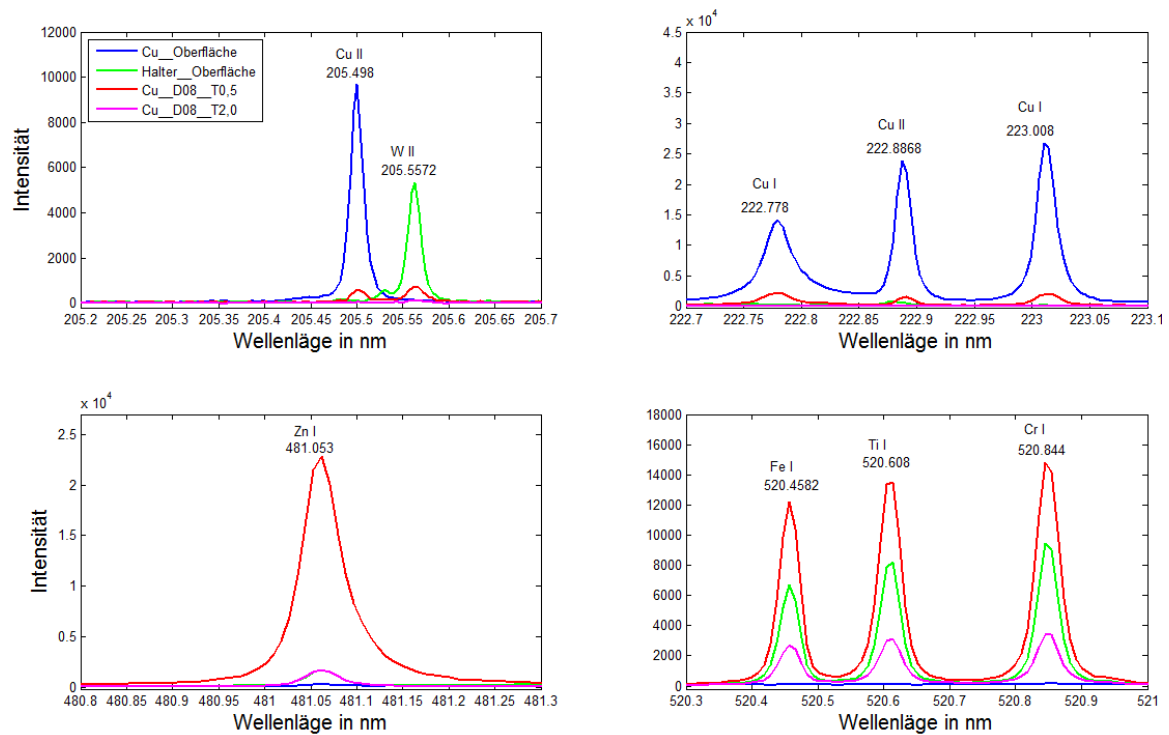 12000
10000
8000
6000
4000
2000
0
Intensität
Cu__Oberfläche
Halter__Oberfläche
Cu__D08__T0,5
Cu__D08__T2,0
Cu II
205.498
W II
205.5572
205.2 205.25 205.3 205.35 205.4 205.45 205.5 205.55 205.6 205.65 205.7
Wellenläge in nm
x 10⁴
4.5
4
3.5
3
2.5
2
1.5
1
0.5
0
Cu I
222.778
Cu II
222.8868
Cu I
223.008
222.7 222.75 222.8 222.85 222.9 222.95 223 223.05 223.1
Wellenläge in nm
x 10⁴
2.5
2
1.5
1
0.5
0
Intensität
Zn I
481.053
480.8 480.85 480.9 480.95 481 481.05 481.1 481.15 481.2 481.25 481.3
Wellenläge in nm
18000
16000
14000
12000
10000
8000
6000
4000
2000
0
Fe I
520.4582
Ti I
520.608
Cr I
520.844
520.3 520.4 520.5 520.6 520.7 520.8 520.9 521
Wellenläge in nm